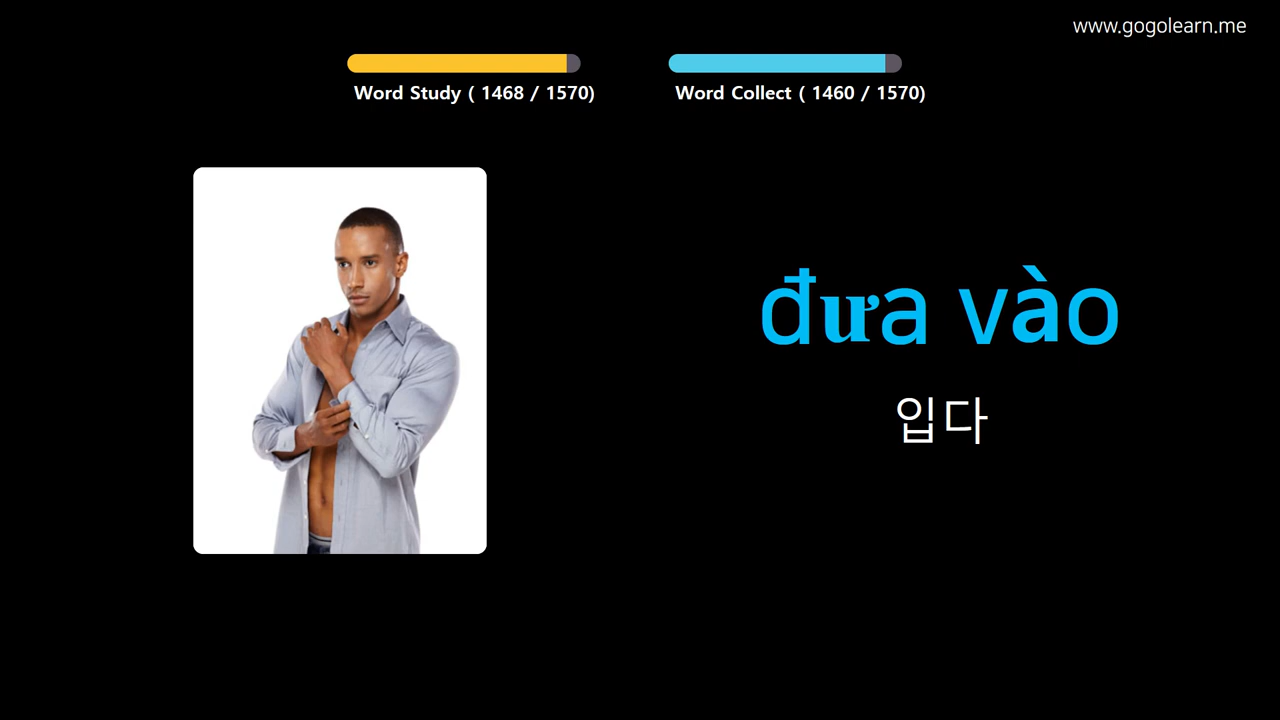 www.gogolearn.me
Word Study ( 1468 / 1570)
Word Collect ( 1460 / 1570)
đưa vào
입다